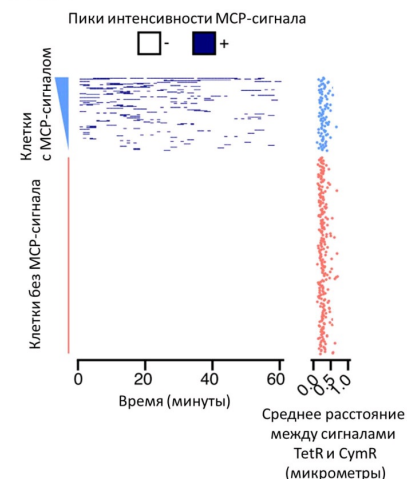 Пики интенсивности MCP-сигнала
- +
Клетки
с MCP-сигналом
Клетки без MCP-сигнала
0 20 40 60
Время (минуты)
0.0 0.5 1.0
Среднее расстояние
между сигналами
TetR и CymR
(микрометры)